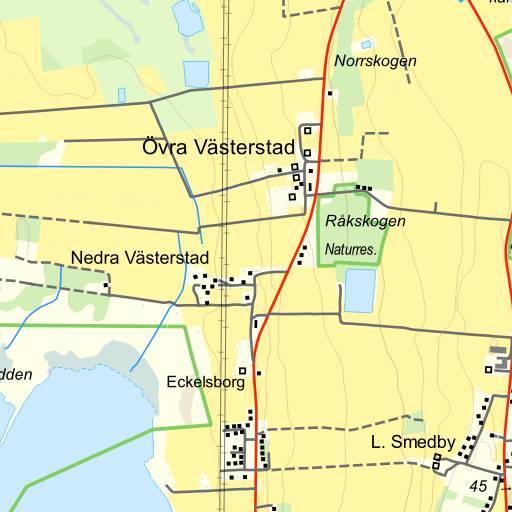 Norrskogen
Övra Västerstad
Råkskogen
Naturres.
Nedra Västerstad
dden
Eckelsborg
L. Smedby
45